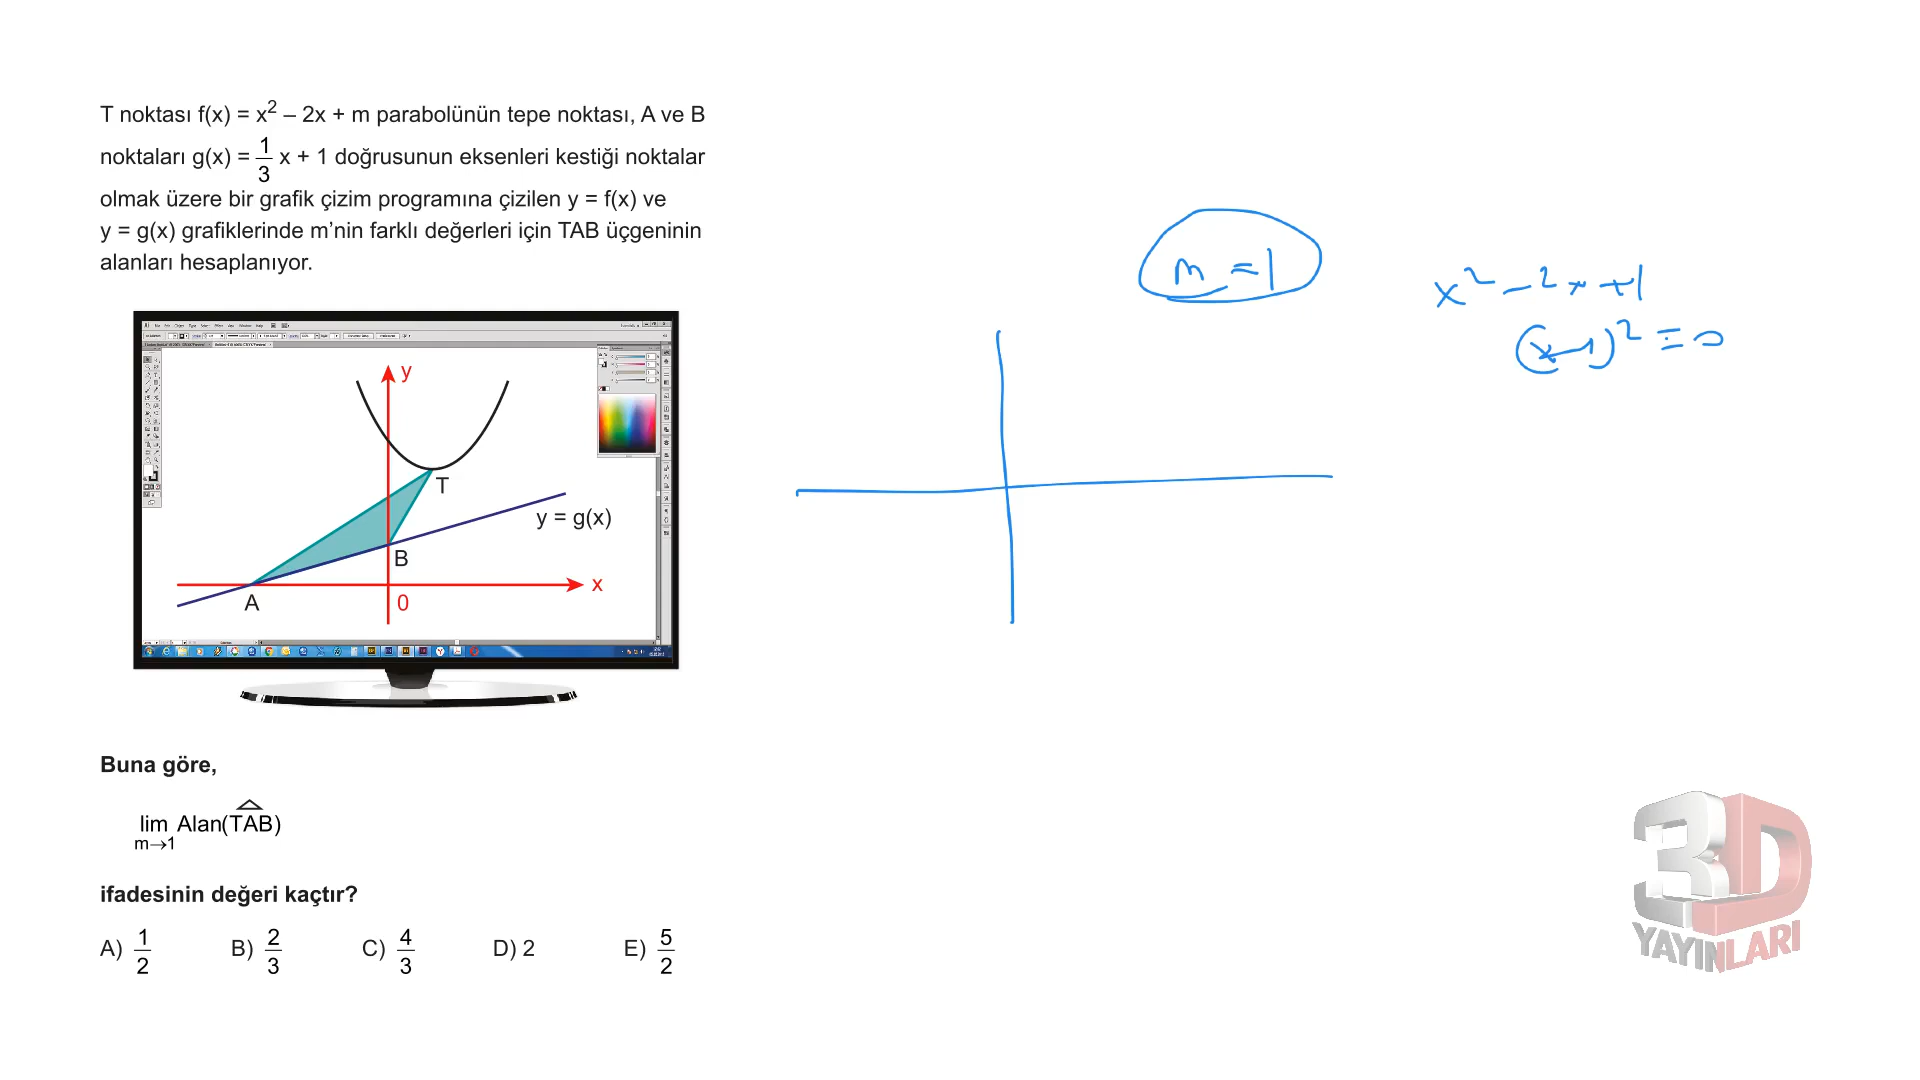 T noktası f(x) = x² – 2x + m parabolünün tepe noktası, A ve B
noktaları g(x) = 1/3 x + 1 doğrusunun eksenleri kestiği noktalar
olmak üzere bir grafik çizim programına çizilen y = f(x) ve
y = g(x) grafiklerinde m’nin farklı değerleri için TAB üçgeninin
alanları hesaplanıyor.
m = 1
x² – 2x + 1
(x–1)² = 0
y
T
y = g(x)
B
x
A
0
Buna göre,
lim Alan(TAB)
m→1
ifadesinin değeri kaçtır?
A) 1/2 B) 2/3 C) 4/3 D) 2 E) 5/2
3D
YAYINLARI